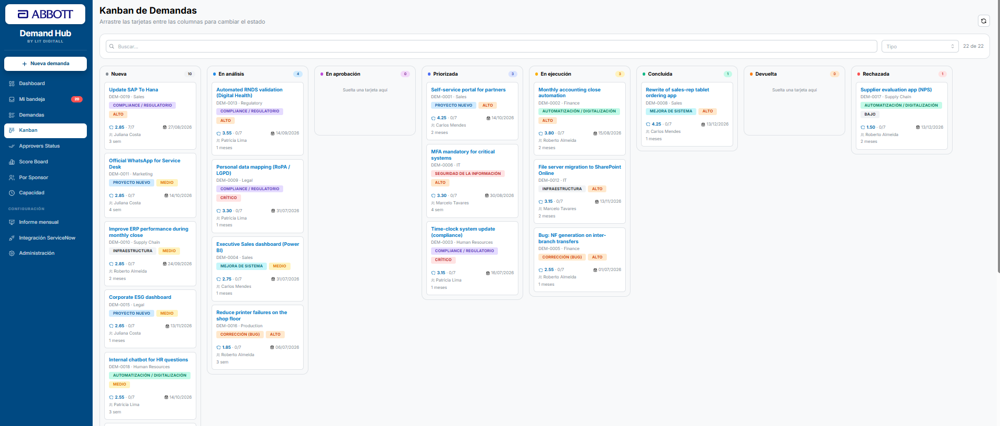 ABBOTT
Demand Hub
BY LIT DIGITALL
Nueva demanda
Dashboard
Mi bandeja 20
Demandas
Kanban
Approvers Status
Score Board
Por Sponsor
Capacidad
CONFIGURACIÓN
Informe mensual
Integración ServiceNow
Administración
Kanban de Demandas
Arrastre las tarjetas entre las columnas para cambiar el estado
Buscar...
Tipo
22 de 22
Nueva 10
Update SAP To Hana
DEM-0019 · Sales
COMPLIANCE / REGULATORIO
ALTO
2.85 · 7/7 27/08/2026
Juliana Costa
3 sem
Official WhatsApp for Service
Desk
DEM-0011 · Marketing
PROYECTO NUEVO MEDIO
2.85 · 0/7 14/10/2026
Juliana Costa
4 sem
Improve ERP performance during
monthly close
DEM-0010 · Supply Chain
INFRAESTRUCTURA MEDIO
2.85 · 0/7 24/09/2026
Roberto Almeida
2 meses
Corporate ESG dashboard
DEM-0015 · Legal
PROYECTO NUEVO MEDIO
2.65 · 0/7 13/11/2026
Juliana Costa
1 meses
Internal chatbot for HR questions
DEM-0018 · Human Resources
AUTOMATIZACIÓN / DIGITALIZACIÓN
MEDIO
2.55 · 0/7 14/10/2026
Patricia Lima
3 sem
En análisis 4
Automated RNDS validation
(Digital Health)
DEM-0013 · Regulatory
COMPLIANCE / REGULATORIO
ALTO
3.55 · 0/7 14/09/2026
Patricia Lima
1 meses
Personal data mapping (RoPA /
LGPD)
DEM-0009 · Legal
COMPLIANCE / REGULATORIO
CRÍTICO
3.30 · 0/7 31/07/2026
Patricia Lima
1 meses
Executive Sales dashboard (Power
BI)
DEM-0004 · Sales
MEJORA DE SISTEMA MEDIO
2.75 · 0/7 31/07/2026
Carlos Mendes
1 meses
Reduce printer failures on the
shop floor
DEM-0016 · Production
CORRECCIÓN (BUG) ALTO
1.85 · 0/7 06/07/2026
Roberto Almeida
3 sem
En aprobación 0
Suelta una tarjeta aquí
Priorizada 3
Self-service portal for partners
DEM-0001 · Sales
PROYECTO NUEVO ALTO
4.25 · 0/7 14/10/2026
Carlos Mendes
2 meses
MFA mandatory for critical
systems
DEM-0006 · IT
SEGURIDAD DE LA INFORMACIÓN
ALTO
3.30 · 0/7 30/08/2026
Marcelo Tavares
4 sem
Time-clock system update
(compliance)
DEM-0003 · Human Resources
COMPLIANCE / REGULATORIO
CRÍTICO
3.15 · 0/7 16/07/2026
Patricia Lima
1 meses
En ejecución 3
Monthly accounting close
automation
DEM-0002 · Finance
AUTOMATIZACIÓN / DIGITALIZACIÓN
ALTO
3.80 · 0/7 15/08/2026
Roberto Almeida
2 meses
File server migration to SharePoint
Online
DEM-0012 · IT
INFRAESTRUCTURA ALTO
3.15 · 0/7 13/11/2026
Marcelo Tavares
2 meses
Bug: NF generation on inter-
branch transfers
DEM-0005 · Finance
CORRECCIÓN (BUG) ALTO
2.55 · 0/7 01/07/2026
Roberto Almeida
1 meses
Concluida 1
Rewrite of sales-rep tablet
ordering app
DEM-0008 · Sales
MEJORA DE SISTEMA ALTO
4.25 · 0/7 13/12/2026
Carlos Mendes
1 meses
Devuelta 0
Suelta una tarjeta aquí
Rechazada 1
Supplier evaluation app (NPS)
DEM-0017 · Supply Chain
AUTOMATIZACIÓN / DIGITALIZACIÓN
BAJO
1.50 · 0/7 13/12/2026
Roberto Almeida
2 meses